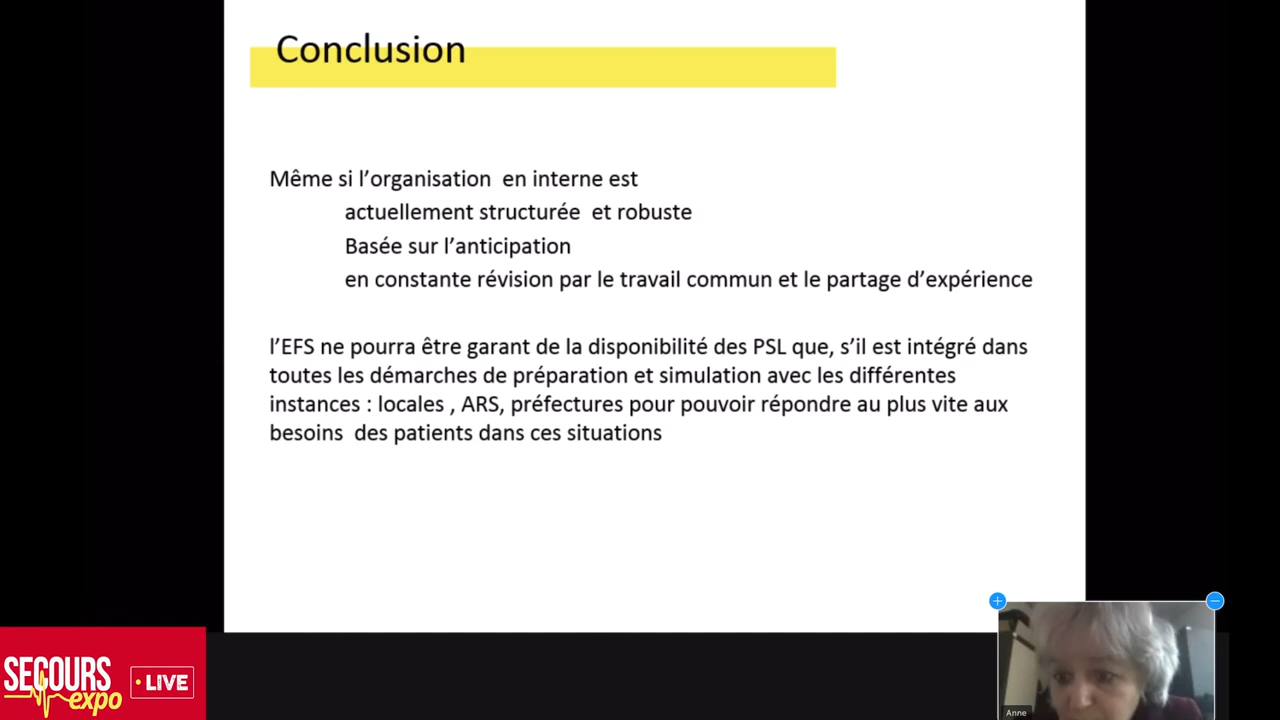 Conclusion
Même si l’organisation en interne est
actuellement structurée et robuste
Basée sur l’anticipation
en constante révision par le travail commun et le partage d’expérience
l’EFS ne pourra être garant de la disponibilité des PSL que, s’il est intégré dans
toutes les démarches de préparation et simulation avec les différentes
instances : locales , ARS, préfectures pour pouvoir répondre au plus vite aux
besoins des patients dans ces situations
SECOURS
expo
LIVE
Anne